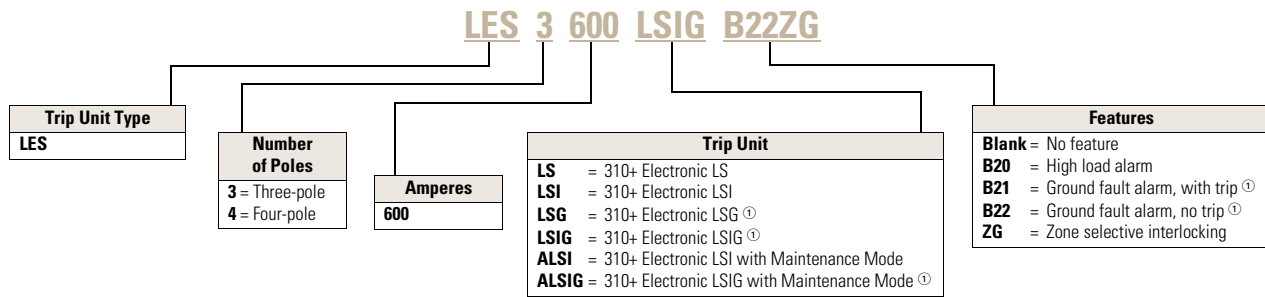 LES 3 600 LSIG B22ZG
Trip Unit Type
LES
Number
of Poles
3 = Three-pole
4 = Four-pole
Amperes
600
Trip Unit
LS = 310+ Electronic LS
LSI = 310+ Electronic LSI
LSG = 310+ Electronic LSG ①
LSIG = 310+ Electronic LSIG ①
ALSI = 310+ Electronic LSI with Maintenance Mode
ALSIG = 310+ Electronic LSIG with Maintenance Mode ①
Features
Blank = No feature
B20 = High load alarm
B21 = Ground fault alarm, with trip ①
B22 = Ground fault alarm, no trip ①
ZG = Zone selective interlocking